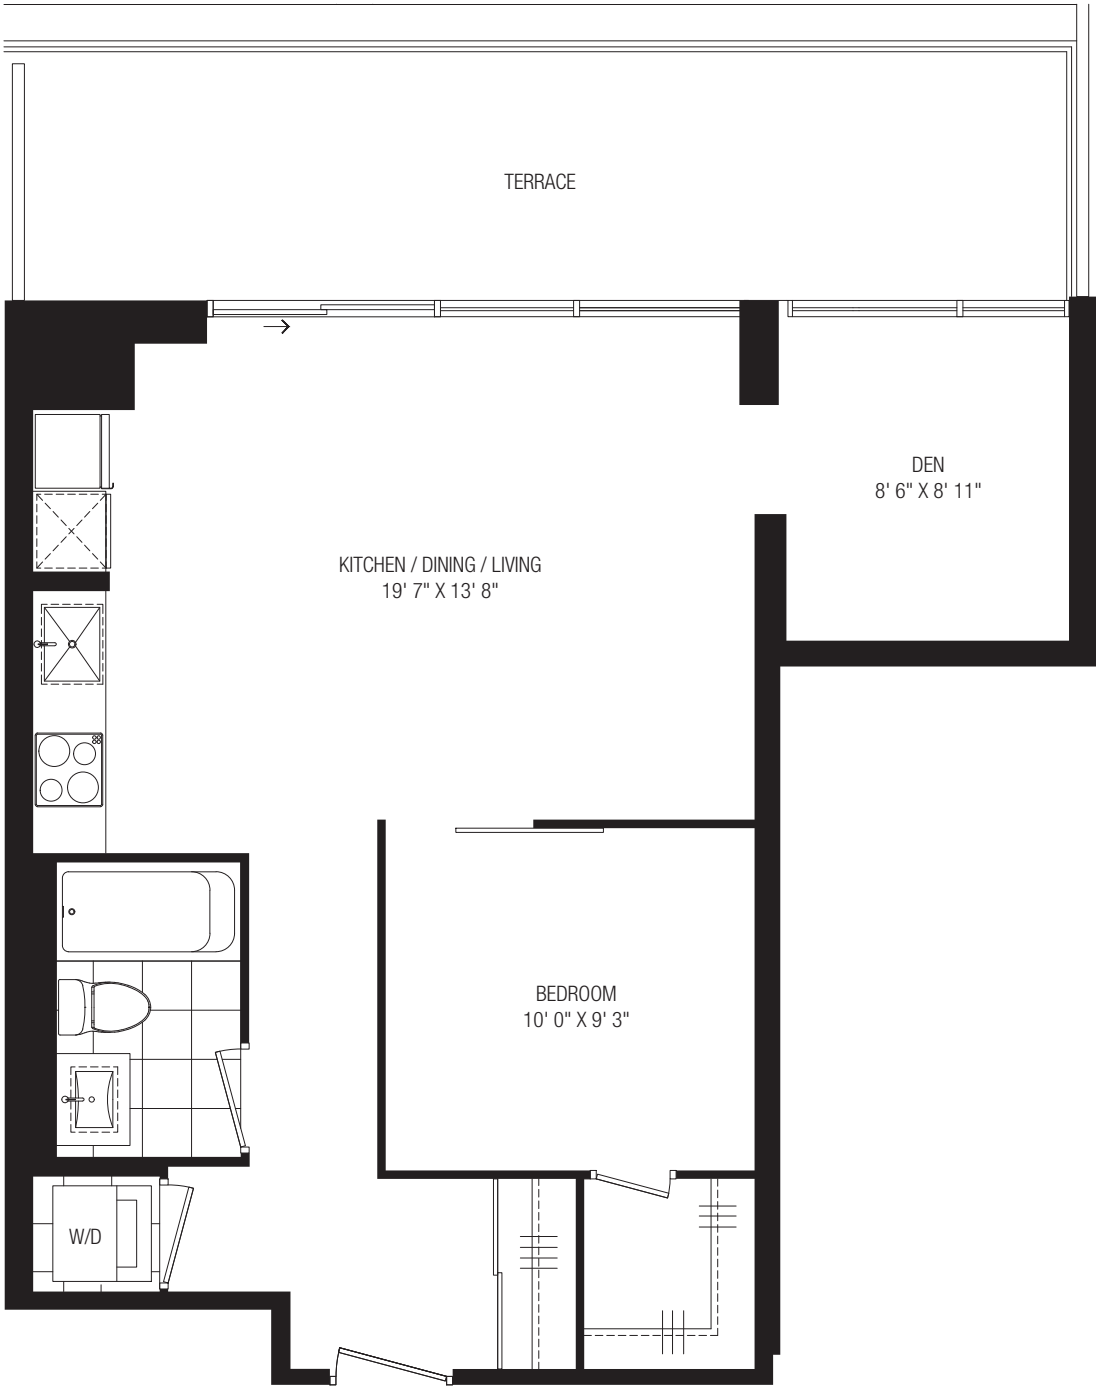 TERRACE
DEN
8' 6" X 8' 11"
KITCHEN / DINING / LIVING
19' 7" X 13' 8"
BEDROOM
10' 0" X 9' 3"
W/D